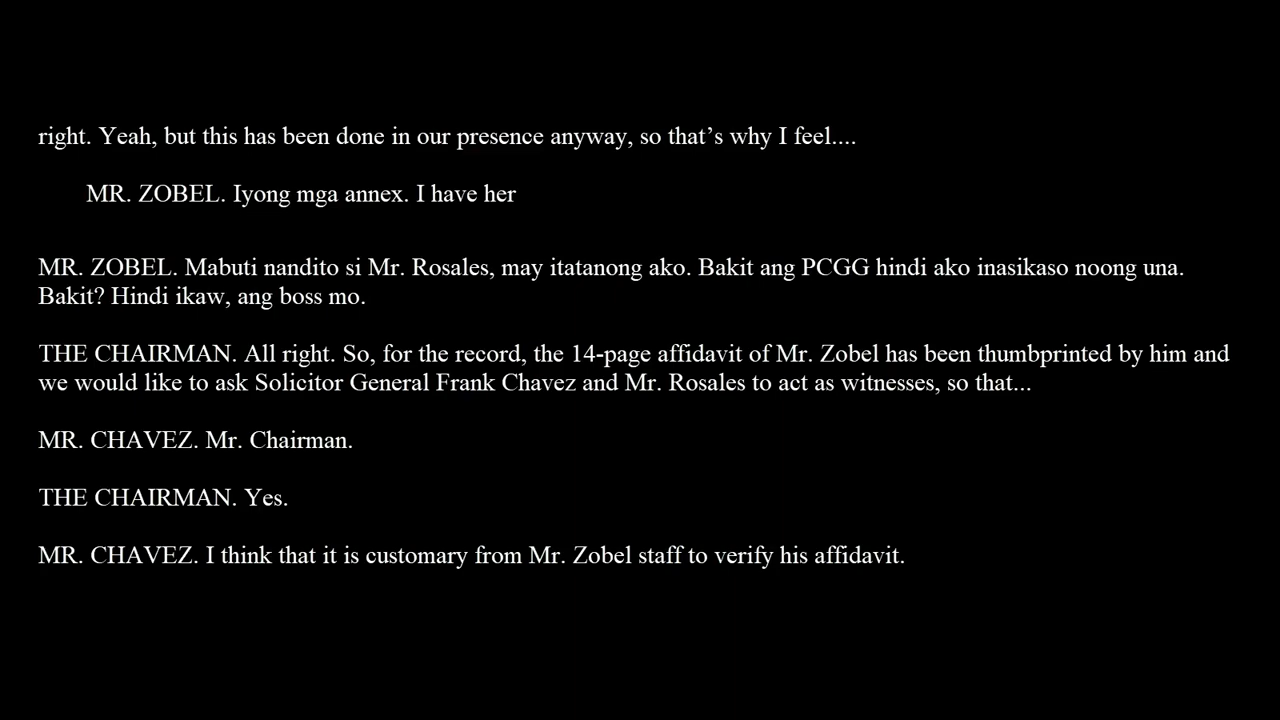 right. Yeah, but this has been done in our presence anyway, so that’s why I feel....
MR. ZOBEL. Iyong mga annex. I have her
MR. ZOBEL. Mabuti nandito si Mr. Rosales, may itatanong ako. Bakit ang PCGG hindi ako inasikaso noong una.
Bakit? Hindi ikaw, ang boss mo.
THE CHAIRMAN. All right. So, for the record, the 14-page affidavit of Mr. Zobel has been thumbprinted by him and
we would like to ask Solicitor General Frank Chavez and Mr. Rosales to act as witnesses, so that...
MR. CHAVEZ. Mr. Chairman.
THE CHAIRMAN. Yes.
MR. CHAVEZ. I think that it is customary from Mr. Zobel staff to verify his affidavit.